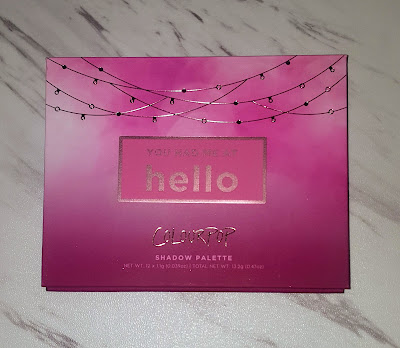 YOU HAD ME AT
hello
COLOURPOP
SHADOW PALETTE